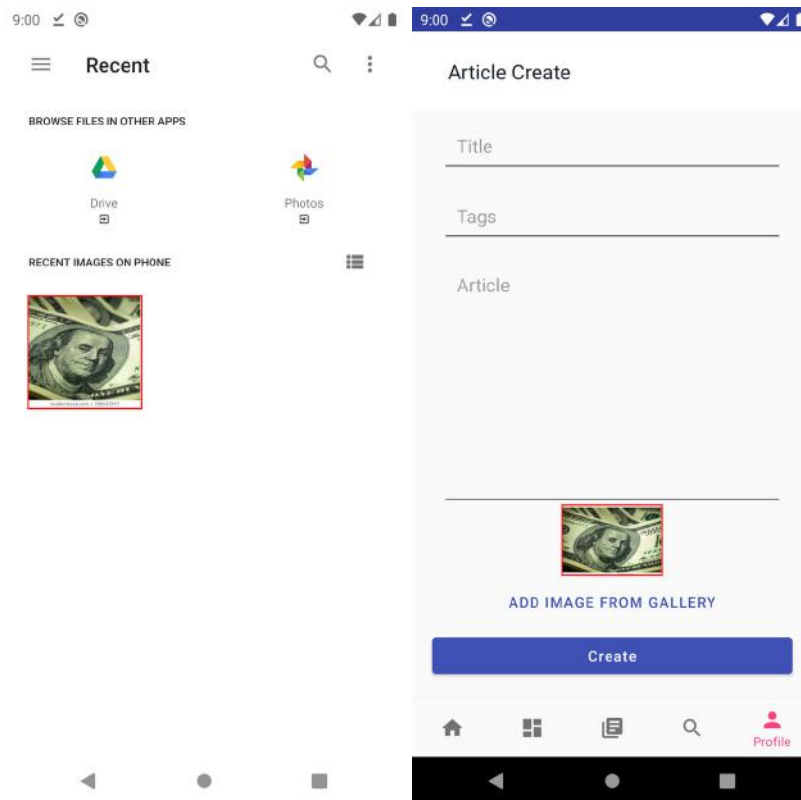 9:00
Recent
BROWSE FILES IN OTHER APPS
Drive
Photos
RECENT IMAGES ON PHONE
9:00
Article Create
Title
Tags
Article
ADD IMAGE FROM GALLERY
Create
Profile